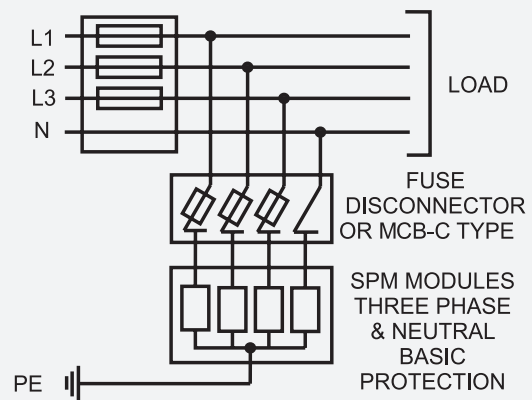 L1
L2
L3
N
LOAD
FUSE
DISCONNECTOR
OR MCB-C TYPE
SPM MODULES
THREE PHASE
& NEUTRAL
BASIC
PROTECTION
PE